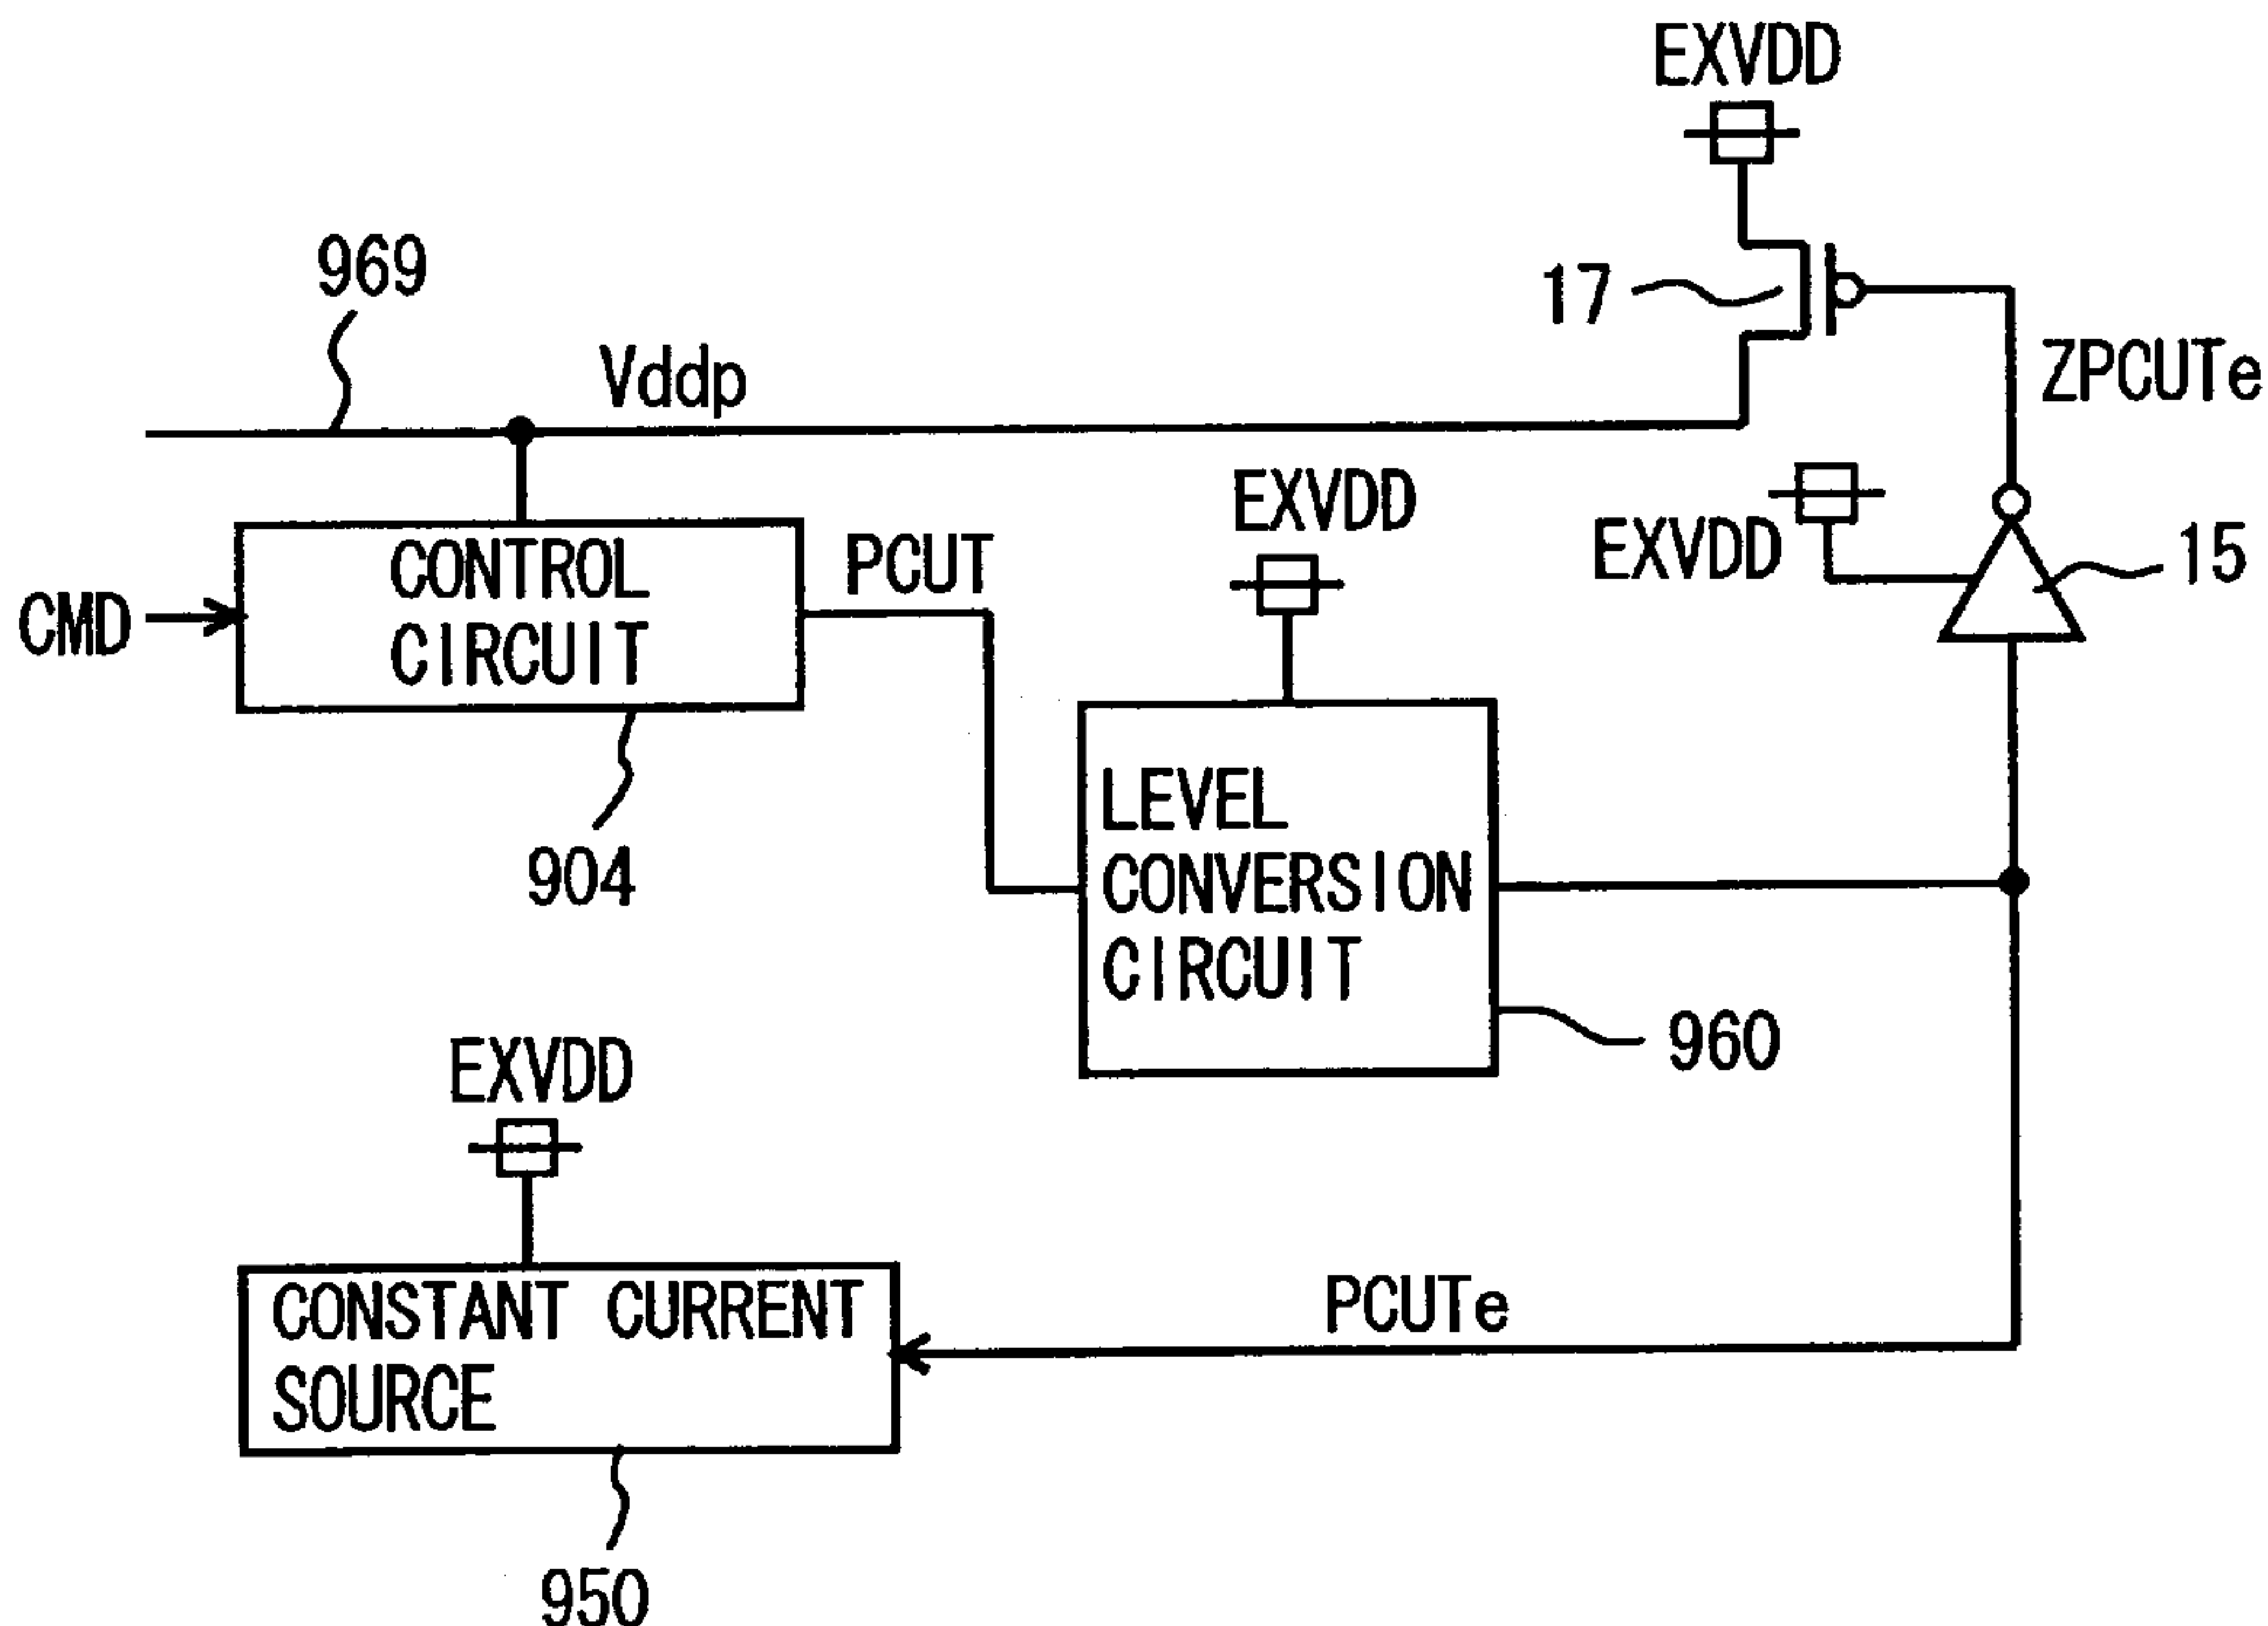 EXVDD
969
17
Vddp
ZPCUTe
EXVDD
EXVDD
15
CMD
CONTROL
CIRCUIT
PCUT
904
LEVEL
CONVERSION
CIRCUIT
960
EXVDD
CONSTANT CURRENT
SOURCE
PCUTe
950